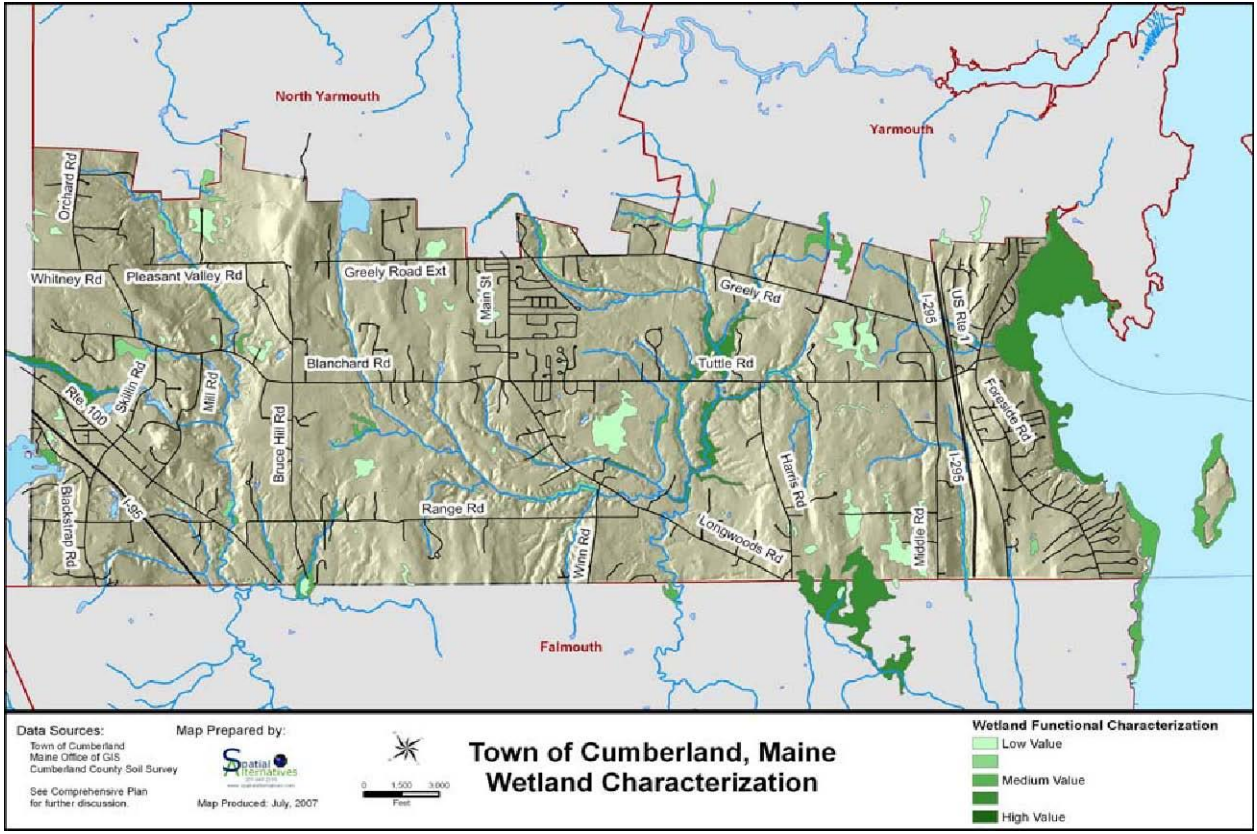 North Yarmouth
Yarmouth
Orchard Rd
Whitney Rd
Pleasant Valley Rd
Greely Road Ext
Main St
Greely Rd
I-295
US Rte 1
Blanchard Rd
Tuttle Rd
Skillin Rd
Mill Rd
Rte. 100
Bruce Hill Rd
Foreside Rd
Harris Rd
I-295
Blackstrap Rd
I-95
Range Rd
Winn Rd
Longwoods Rd
Middle Rd
Falmouth
Data Sources:
Town of Cumberland
Maine Office of GIS
Cumberland County Soil Survey
See Comprehensive Plan
for further discussion.
Map Prepared by:
Spatial
Alternatives
Map Produced: July, 2007
0 1,500 3,000
Feet
Town of Cumberland, Maine
Wetland Characterization
Wetland Functional Characterization
Low Value
Medium Value
High Value